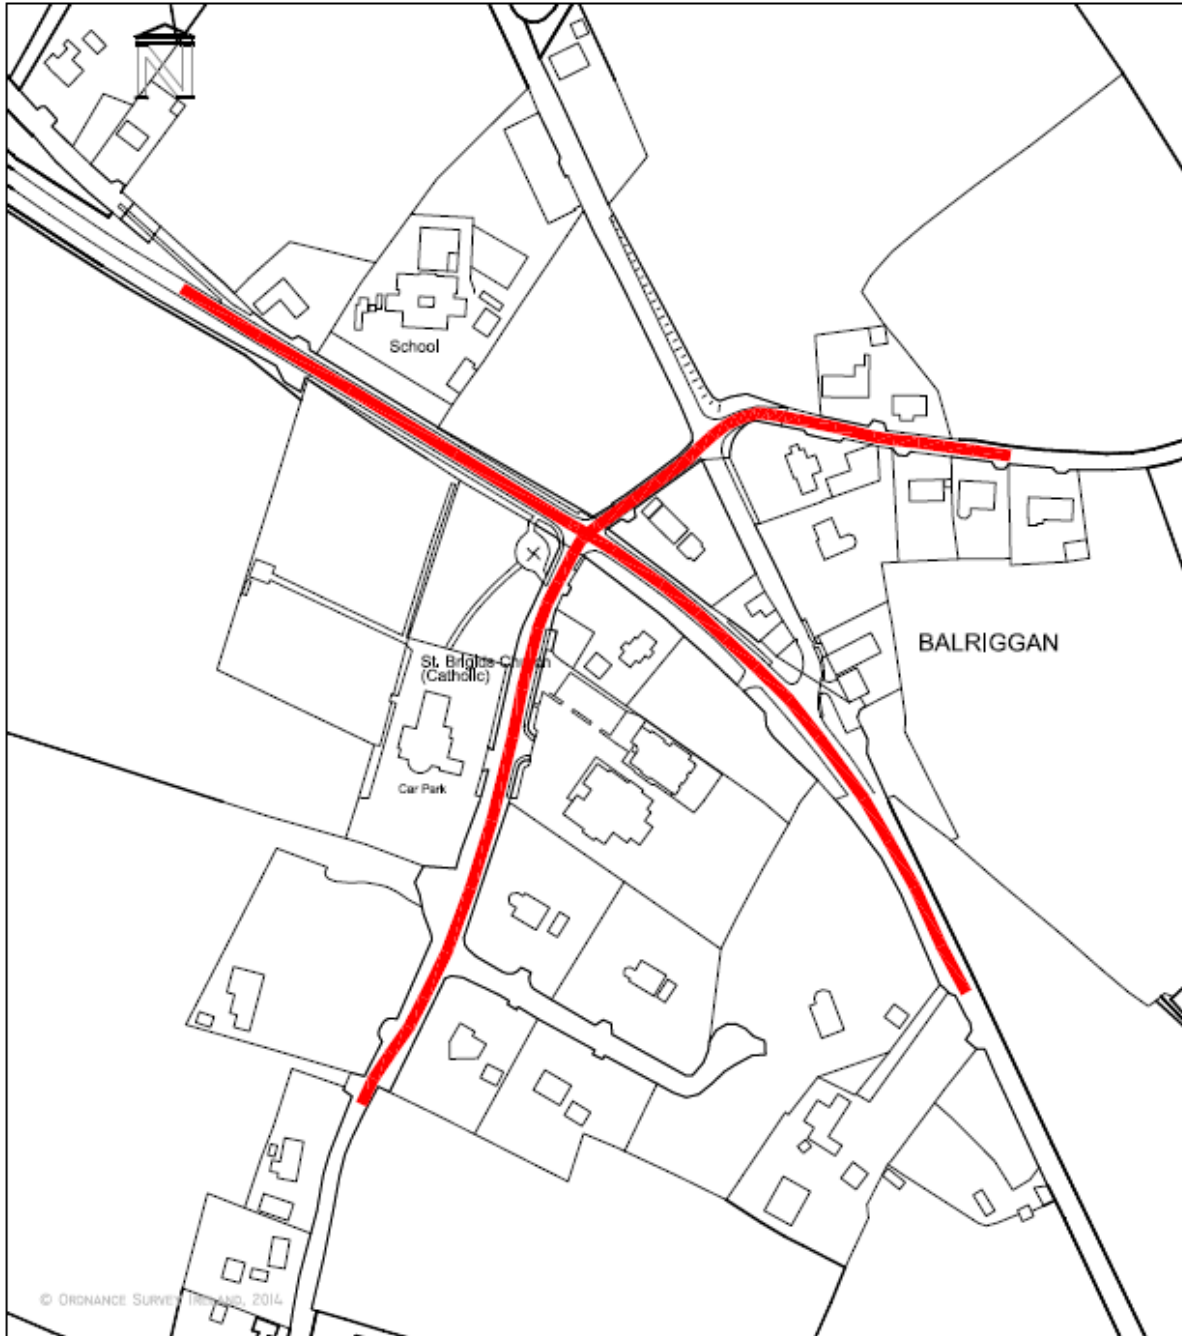 School
BALRIGGAN
St. Brigids Church
(Catholic)
Car Park
© ORDNANCE SURVEY IRELAND, 2014